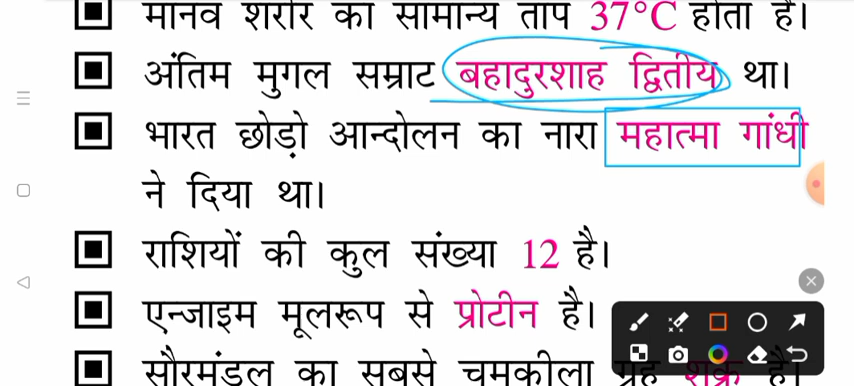 मानव शरीर का सामान्य ताप 37°C होता है।
अंतिम मुगल सम्राट बहादुरशाह द्वितीय था।
भारत छोड़ो आन्दोलन का नारा महात्मा गांधी
ने दिया था।
राशियों की कुल संख्या 12 है।
एन्जाइम मूलरूप से प्रोटीन है।
सौरमंडल का सबसे चमकीला ग्रह शुक्र है।